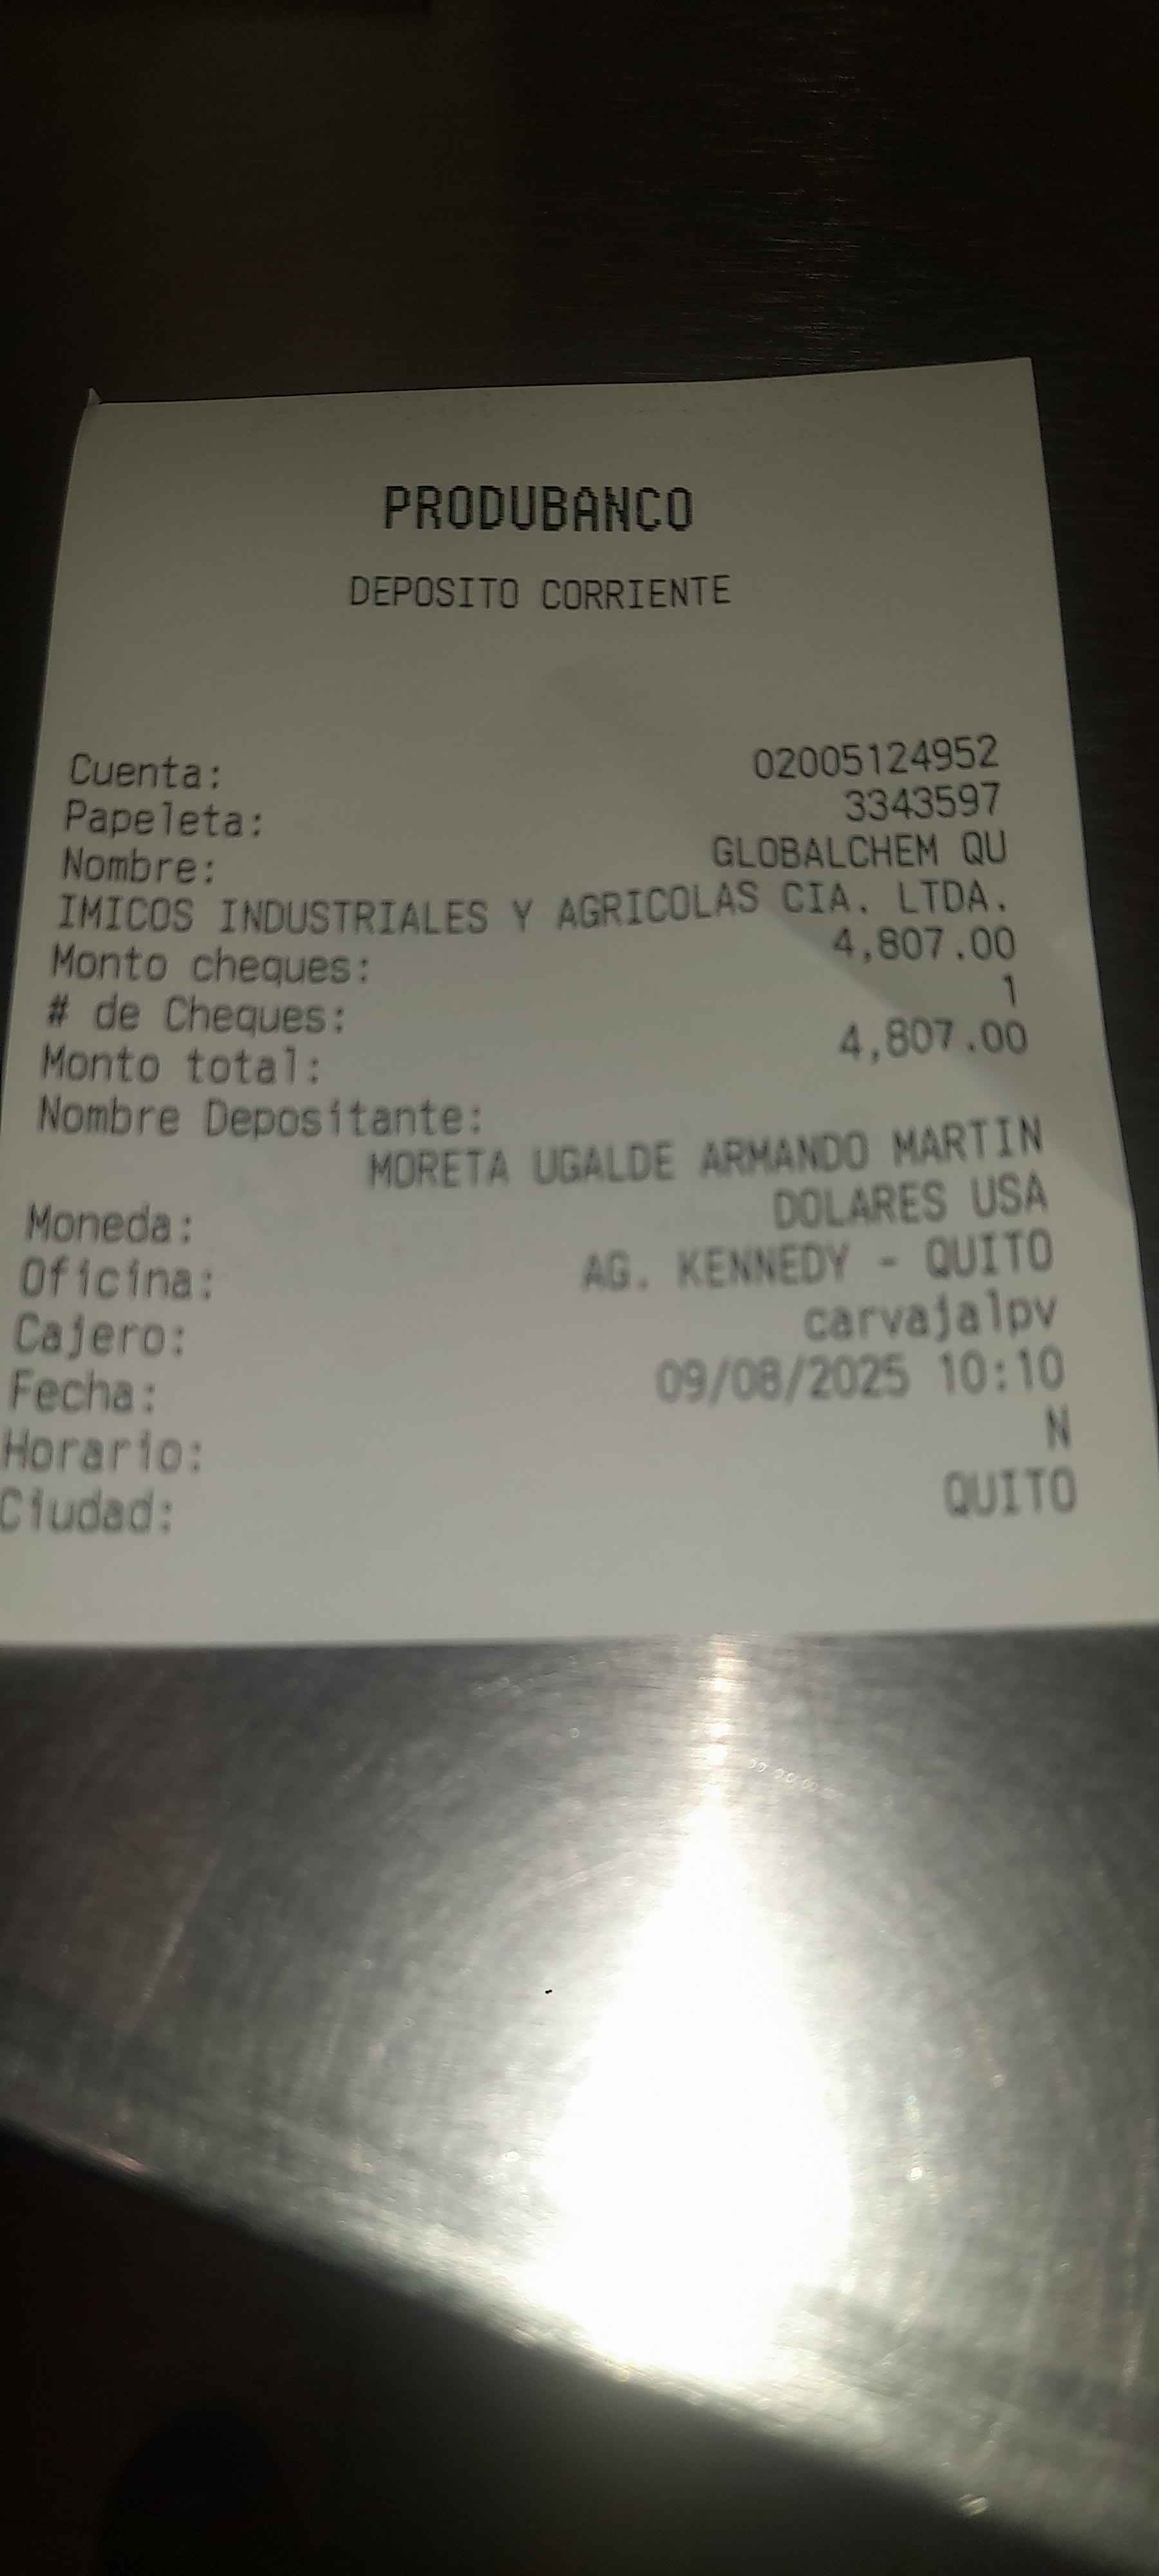 PRODUBANCO
DEPOSITO CORRIENTE
Cuenta: 02005124952
Papeleta: 3343597
Nombre: GLOBALCHEM QU
IMICOS INDUSTRIALES Y AGRICOLAS CIA. LTDA.
Monto cheques: 4,807.00
# de Cheques: 1
Monto total: 4,807.00
Nombre Depositante:
MORETA UGALDE ARMANDO MARTIN
Moneda: DOLARES USA
Oficina: AG. KENNEDY - QUITO
Cajero: carvajalpv
Fecha: 09/08/2025 10:10
Horario: N
Ciudad: QUITO